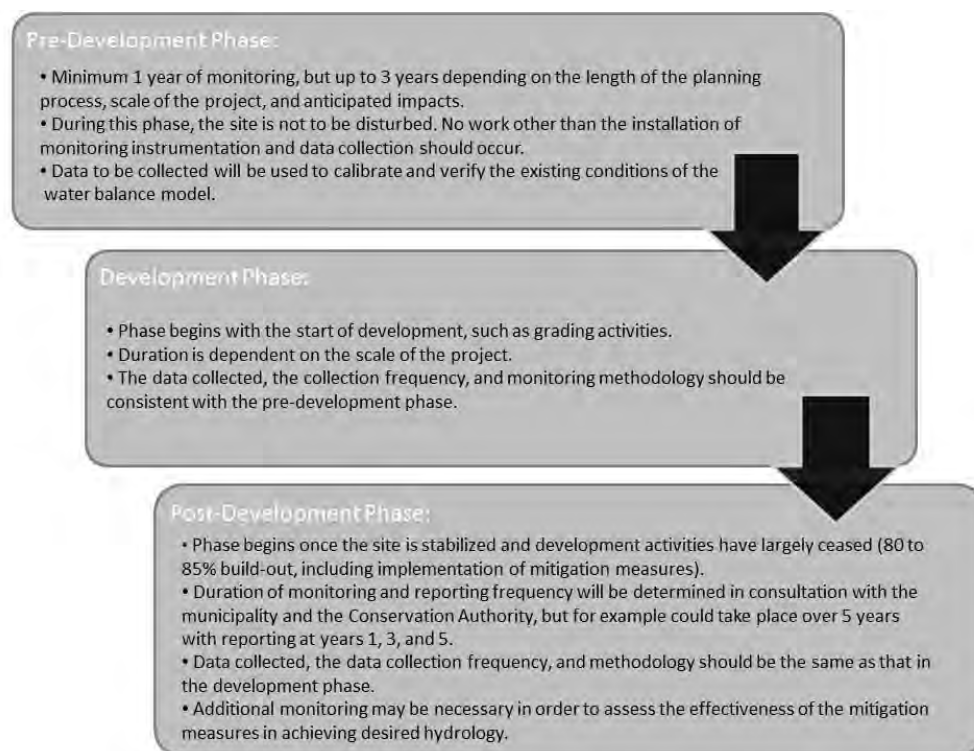 Pre-Development Phase:
• Minimum 1 year of monitoring, but up to 3 years depending on the length of the planning
process, scale of the project, and anticipated impacts.
• During this phase, the site is not to be disturbed. No work other than the installation of
monitoring instrumentation and data collection should occur.
• Data to be collected will be used to calibrate and verify the existing conditions of the
water balance model.
Development Phase:
• Phase begins with the start of development, such as grading activities.
• Duration is dependent on the scale of the project.
• The data collected, the collection frequency, and monitoring methodology should be
consistent with the pre-development phase.
Post-Development Phase:
• Phase begins once the site is stabilized and development activities have largely ceased (80 to
85% build-out, including implementation of mitigation measures).
• Duration of monitoring and reporting frequency will be determined in consultation with the
municipality and the Conservation Authority, but for example could take place over 5 years
with reporting at years 1, 3, and 5.
• Data collected, the data collection frequency, and methodology should be the same as that in
the development phase.
• Additional monitoring may be necessary in order to assess the effectiveness of the mitigation
measures in achieving desired hydrology.